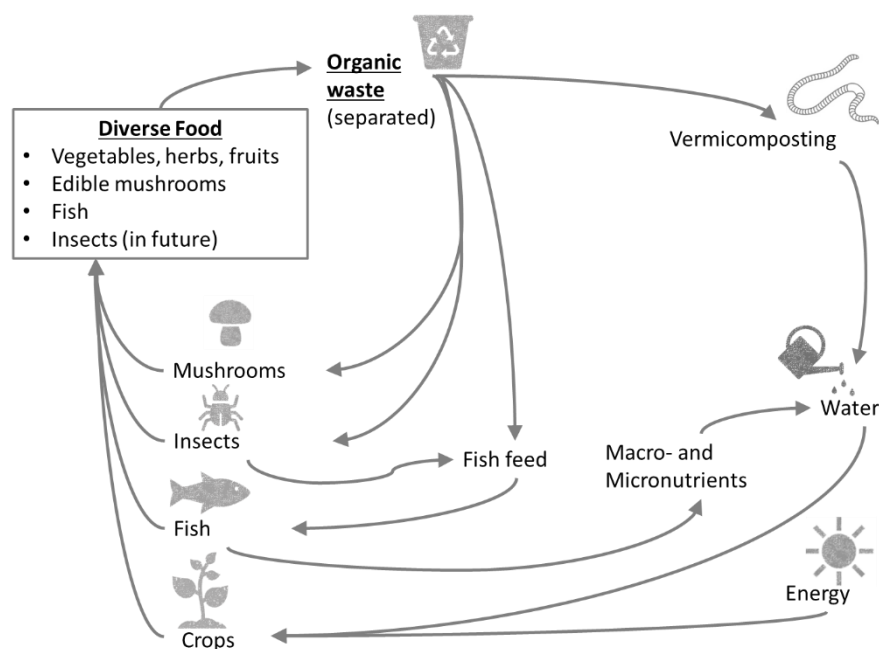 Organic
waste
(separated)
Diverse Food
• Vegetables, herbs, fruits
• Edible mushrooms
• Fish
• Insects (in future)
Vermicomposting
Mushrooms
Insects
Fish feed
Fish
Crops
Macro- and
Micronutrients
Water
Energy